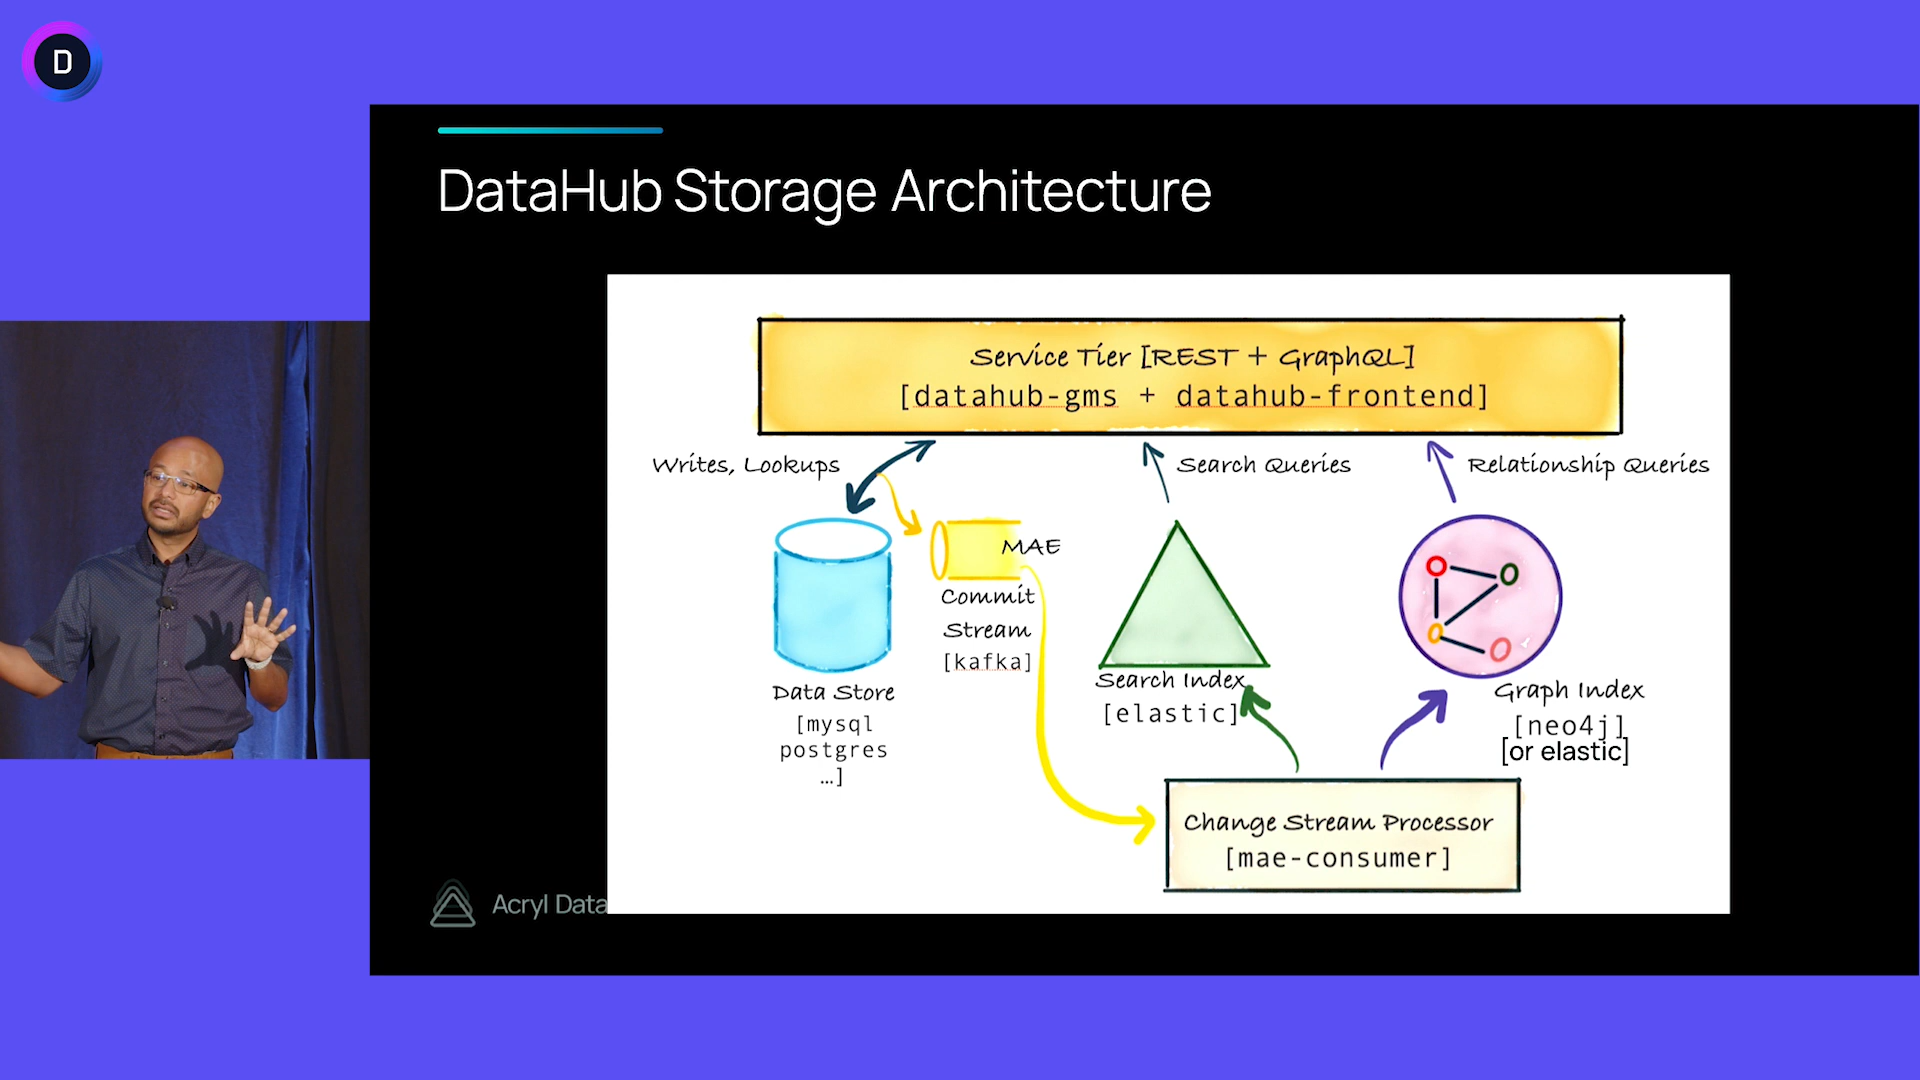 D
DataHub Storage Architecture
Service Tier [REST + GraphQL]
[datahub-gms + datahub-frontend]
Writes, Lookups
Search Queries
Relationship Queries
MAE
Commit
Stream
[kafka]
Data Store
[mysql
postgres
…]
Search Index
[elastic]
Graph Index
[neo4j]
[or elastic]
Change Stream Processor
[mae-consumer]
Acryl Data